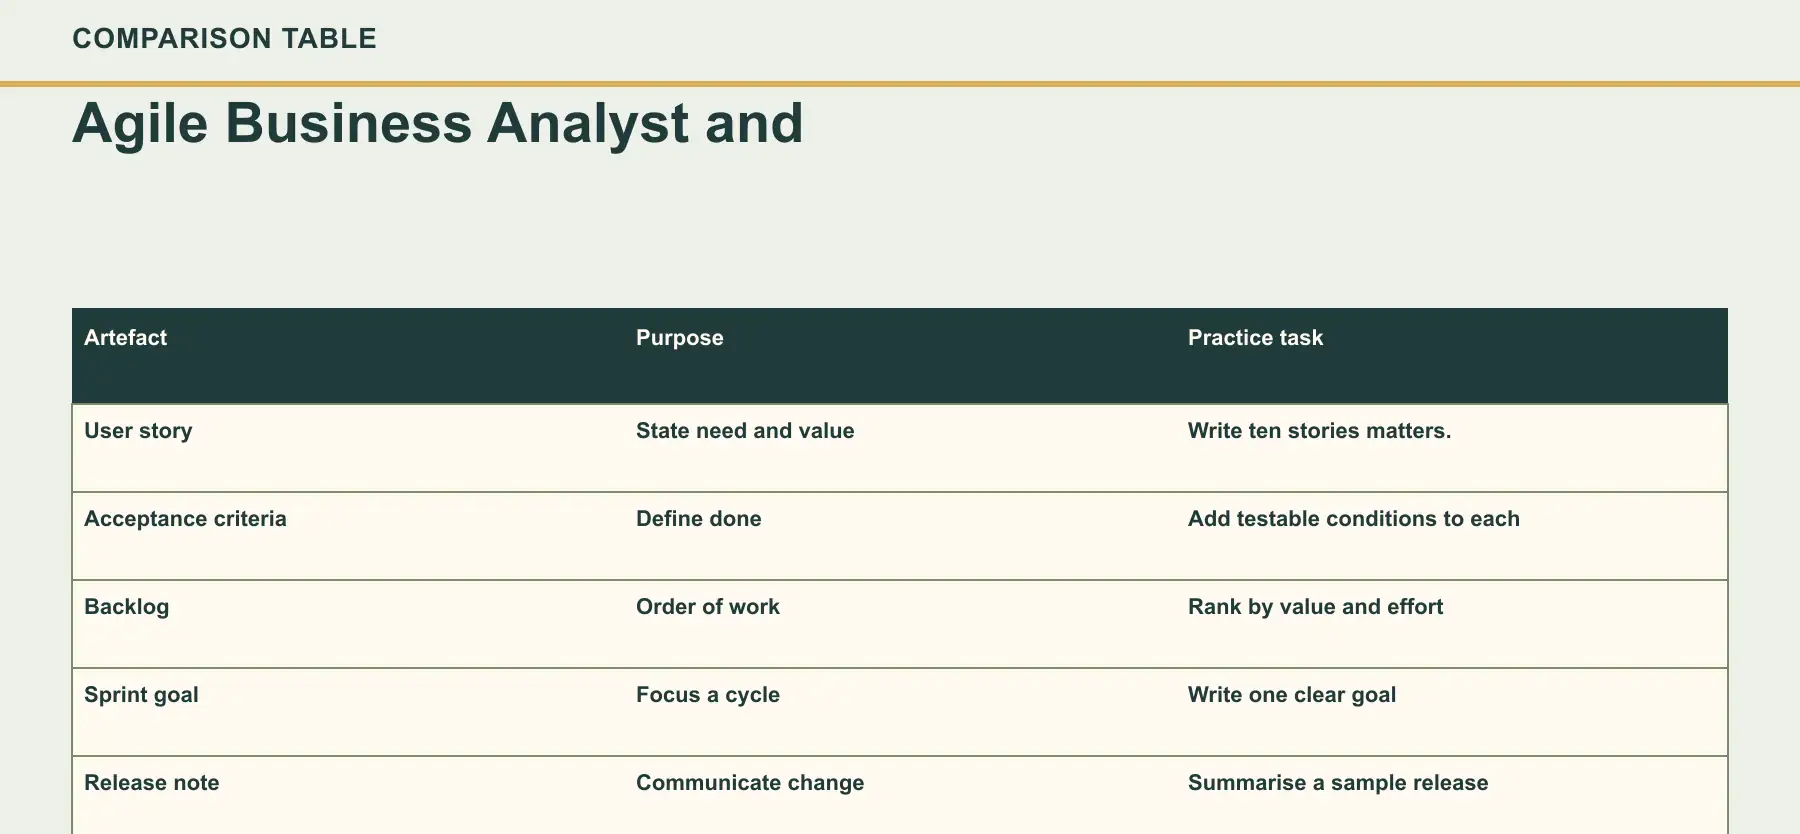 COMPARISON TABLE
Agile Business Analyst and
Artefact Purpose Practice task
User story State need and value Write ten stories matters.
Acceptance criteria Define done Add testable conditions to each
Backlog Order of work Rank by value and effort
Sprint goal Focus a cycle Write one clear goal
Release note Communicate change Summarise a sample release